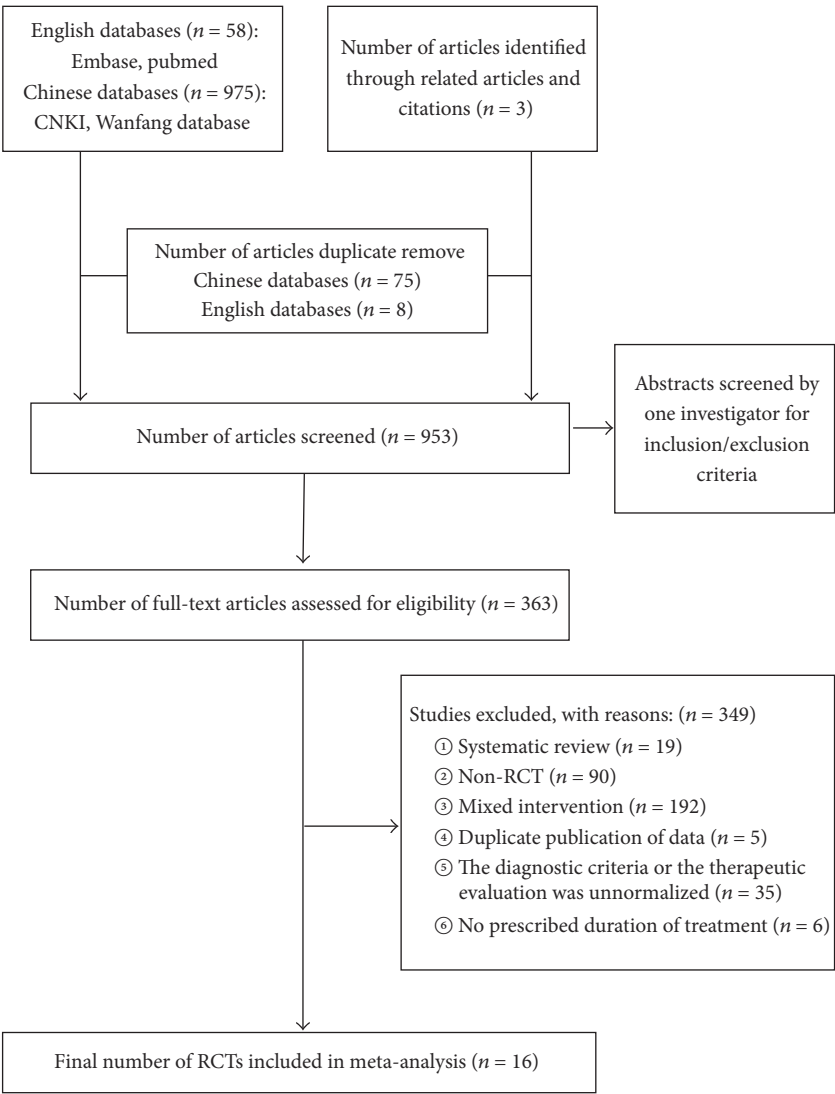 English databases (n = 58):
Embase, pubmed
Chinese databases (n = 975):
CNKI, Wanfang database
Number of articles identified
through related articles and
citations (n = 3)
Number of articles duplicate remove
Chinese databases (n = 75)
English databases (n = 8)
Number of articles screened (n = 953)
Abstracts screened by
one investigator for
inclusion/exclusion
criteria
Number of full-text articles assessed for eligibility (n = 363)
Studies excluded, with reasons: (n = 349)
① Systematic review (n = 19)
② Non-RCT (n = 90)
③ Mixed intervention (n = 192)
④ Duplicate publication of data (n = 5)
⑤ The diagnostic criteria or the therapeutic
evaluation was unnormalized (n = 35)
⑥ No prescribed duration of treatment (n = 6)
Final number of RCTs included in meta-analysis (n = 16)